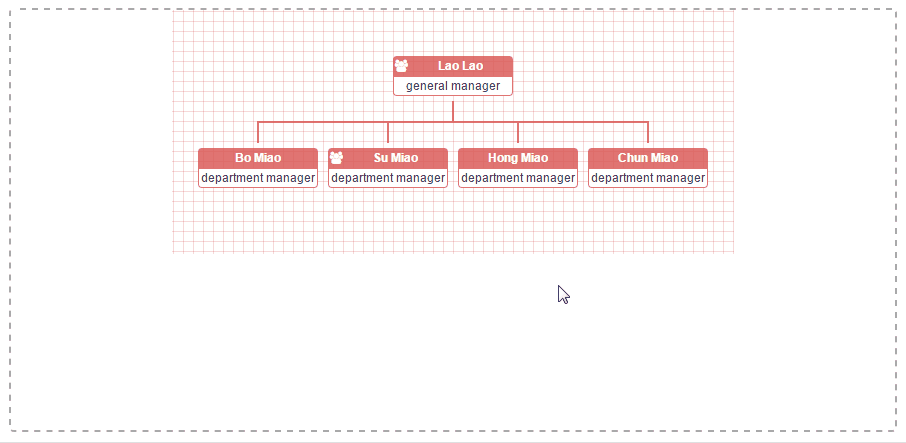 Lao Lao
general manager
Bo Miao
department manager
Su Miao
department manager
Hong Miao
department manager
Chun Miao
department manager